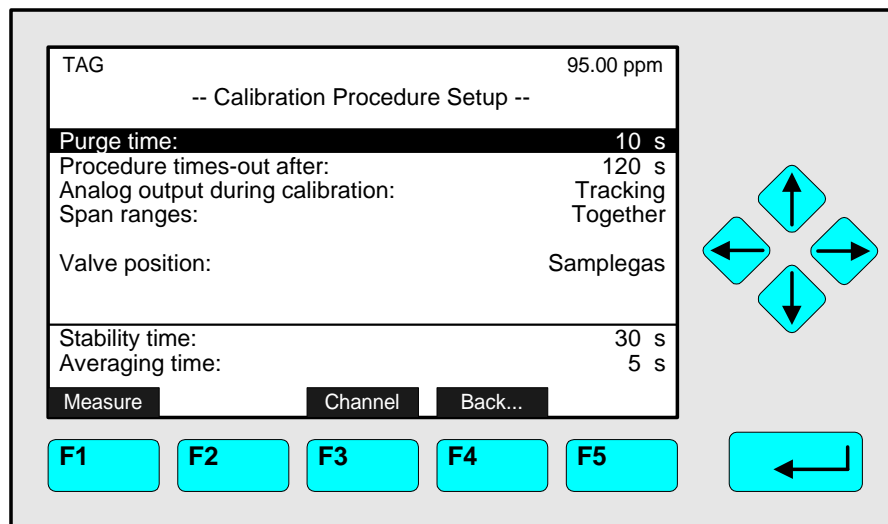 TAG 95.00 ppm
-- Calibration Procedure Setup --
Purge time: 10 s
Procedure times-out after: 120 s
Analog output during calibration: Tracking
Span ranges: Together
Valve position: Samplegas
Stability time: 30 s
Averaging time: 5 s
Measure Channel Back...
F1 F2 F3 F4 F5